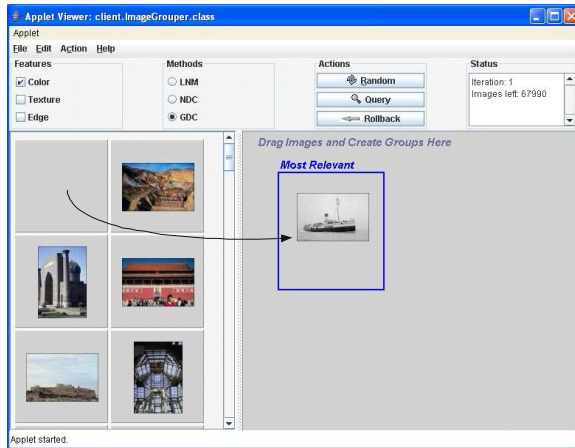 Applet Viewer: client.ImageGrouper.class
Applet
File Edit Action Help
Features
Color
Texture
Edge
Methods
LNM
NDC
GDC
Actions
Random
Query
Rollback
Status
Iteration: 1
Images left: 67990
Drag Images and Create Groups Here
Most Relevant
Applet started.